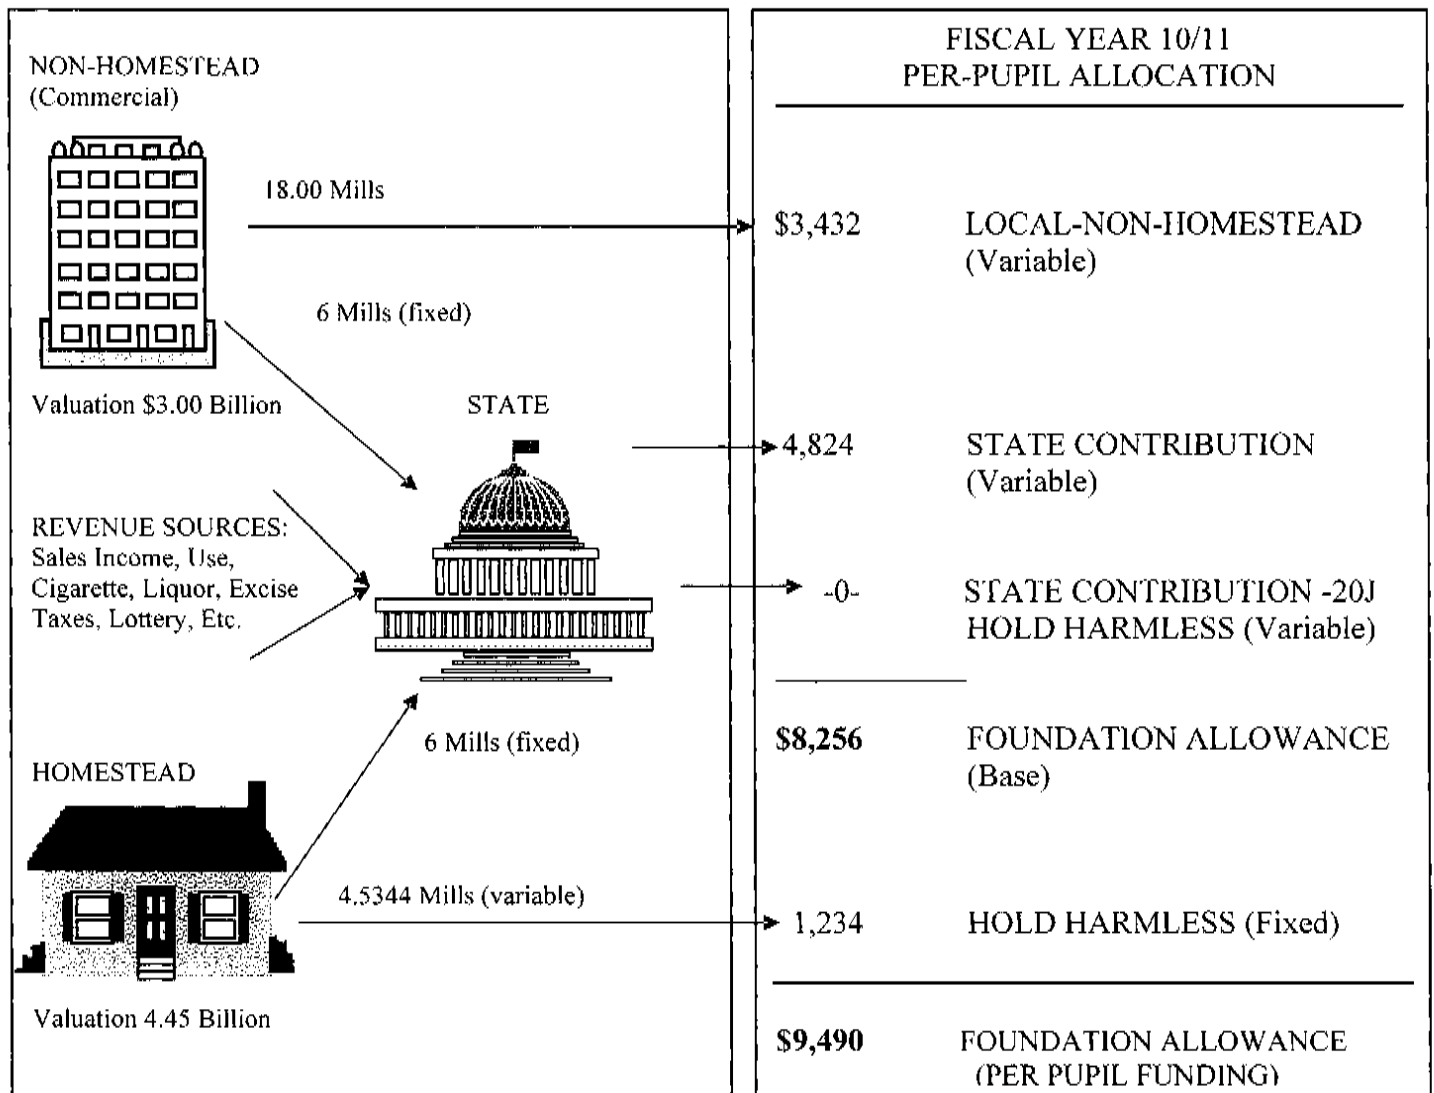 NON-HOMESTEAD
(Commercial)
18.00 Mills
6 Mills (fixed)
Valuation $3.00 Billion
STATE
REVENUE SOURCES:
Sales Income, Use,
Cigarette, Liquor, Excise
Taxes, Lottery, Etc.
6 Mills (fixed)
HOMESTEAD
4.5344 Mills (variable)
Valuation 4.45 Billion
FISCAL YEAR 10/11
PER-PUPIL ALLOCATION
$3,432 LOCAL-NON-HOMESTEAD
(Variable)
4,824 STATE CONTRIBUTION
(Variable)
-0- STATE CONTRIBUTION -20J
HOLD HARMLESS (Variable)
$8,256 FOUNDATION ALLOWANCE
(Base)
1,234 HOLD HARMLESS (Fixed)
$9,490 FOUNDATION ALLOWANCE
(PER PUPIL FUNDING)